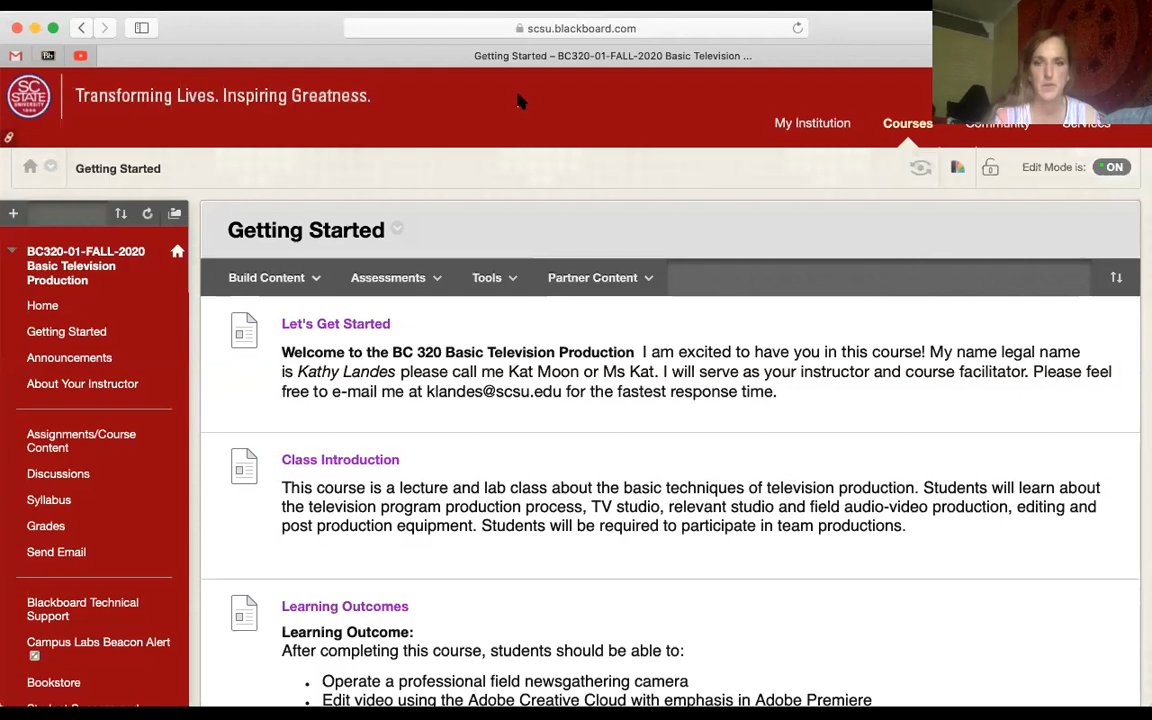 scsu.blackboard.com
Getting Started – BC320-01-FALL-2020 Basic Television ...
SC
STATE
Transforming Lives. Inspiring Greatness.
My Institution
Courses
Community
Services
Getting Started
Edit Mode is:
ON
BC320-01-FALL-2020
Basic Television
Production
Home
Getting Started
Announcements
About Your Instructor
Assignments/Course
Content
Discussions
Syllabus
Grades
Send Email
Blackboard Technical
Support
Campus Labs Beacon Alert
Bookstore
Getting Started
Build Content
Assessments
Tools
Partner Content
Let's Get Started
Welcome to the BC 320 Basic Television Production I am excited to have you in this course! My name legal name
is Kathy Landes please call me Kat Moon or Ms Kat. I will serve as your instructor and course facilitator. Please feel
free to e-mail me at klandes@scsu.edu for the fastest response time.
Class Introduction
This course is a lecture and lab class about the basic techniques of television production. Students will learn about
the television program production process, TV studio, relevant studio and field audio-video production, editing and
post production equipment. Students will be required to participate in team productions.
Learning Outcomes
Learning Outcome:
After completing this course, students should be able to:
• Operate a professional field newsgathering camera
• Edit video using the Adobe Creative Cloud with emphasis in Adobe Premiere